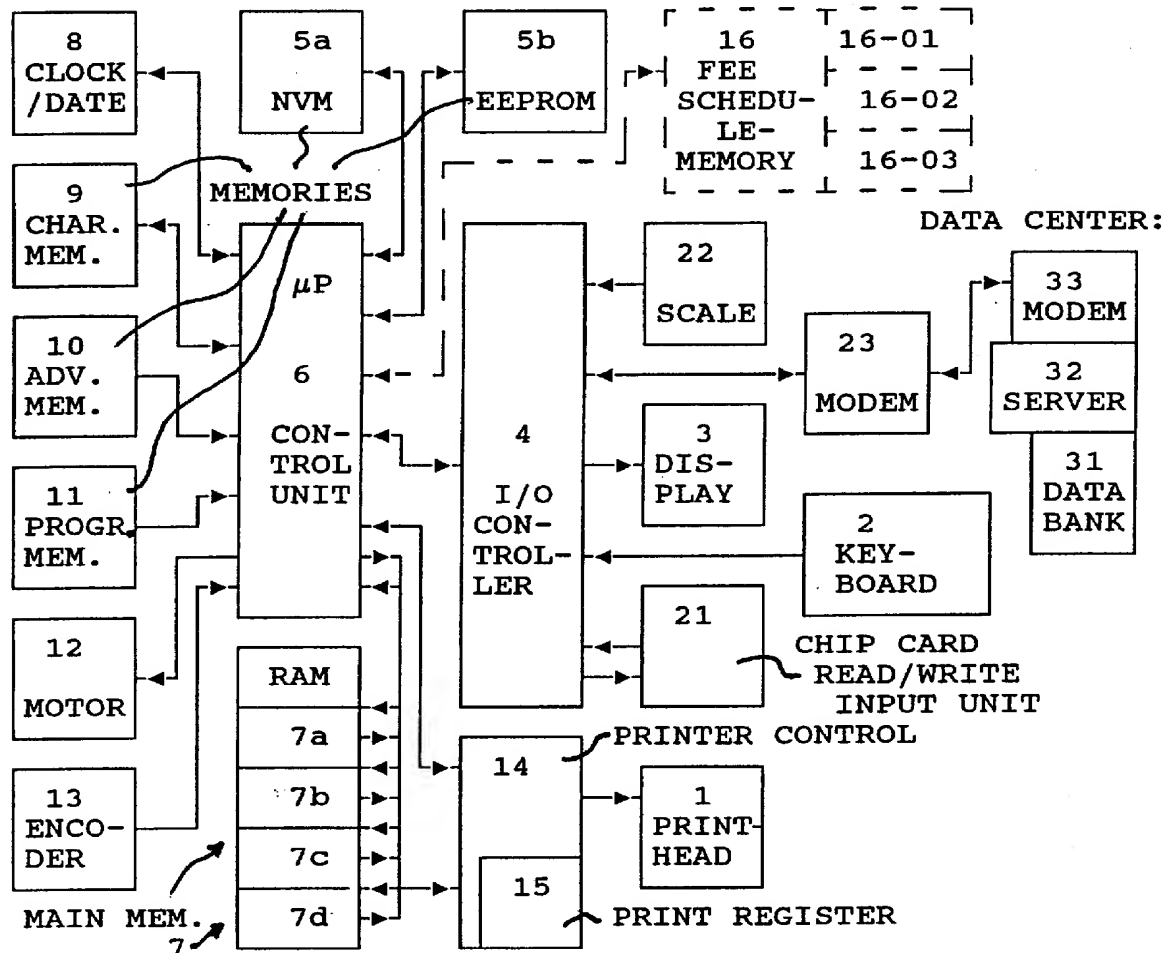 8
CLOCK
/DATE
5a
NVM
5b
EEPROM
16
FEE
SCHEDU-
LE-
MEMORY
16-01
16-02
16-03
9
CHAR.
MEM.
MEMORIES
DATA CENTER:
10
ADV.
MEM.
µP
6
CON-
TROL
UNIT
22
SCALE
33
MODEM
23
MODEM
32
SERVER
31
DATA
BANK
11
PROGR.
MEM.
4
I/O
CON-
TROL-
LER
3
DIS-
PLAY
2
KEY-
BOARD
12
MOTOR
21
CHIP CARD
READ/WRITE
INPUT UNIT
RAM
7a
7b
7c
7d
13
ENCO-
DER
MAIN MEM.
7
14
PRINTER CONTROL
1
PRINT-
HEAD
15
PRINT REGISTER